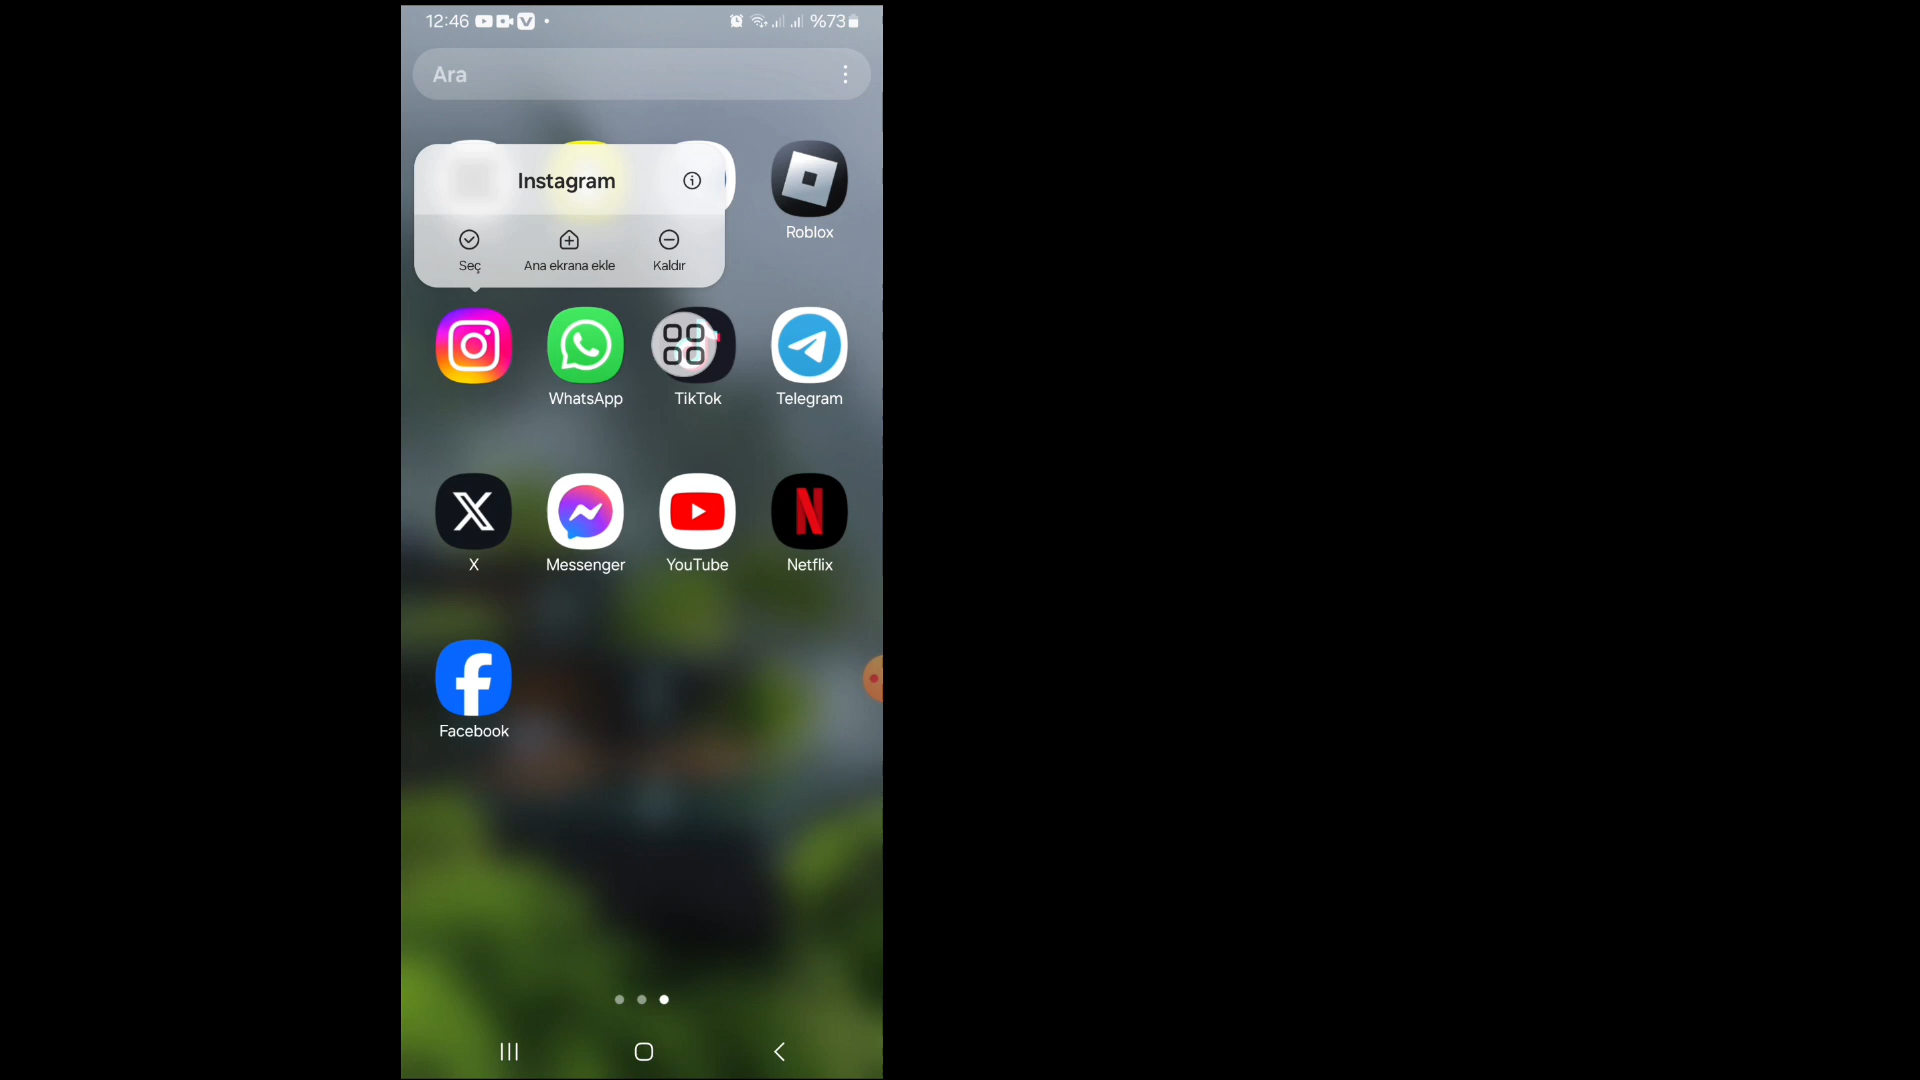 12:46 %73
Ara
Instagram
Seç Ana ekrana ekle Kaldır
Roblox
WhatsApp TikTok Telegram
X Messenger YouTube Netflix
Facebook